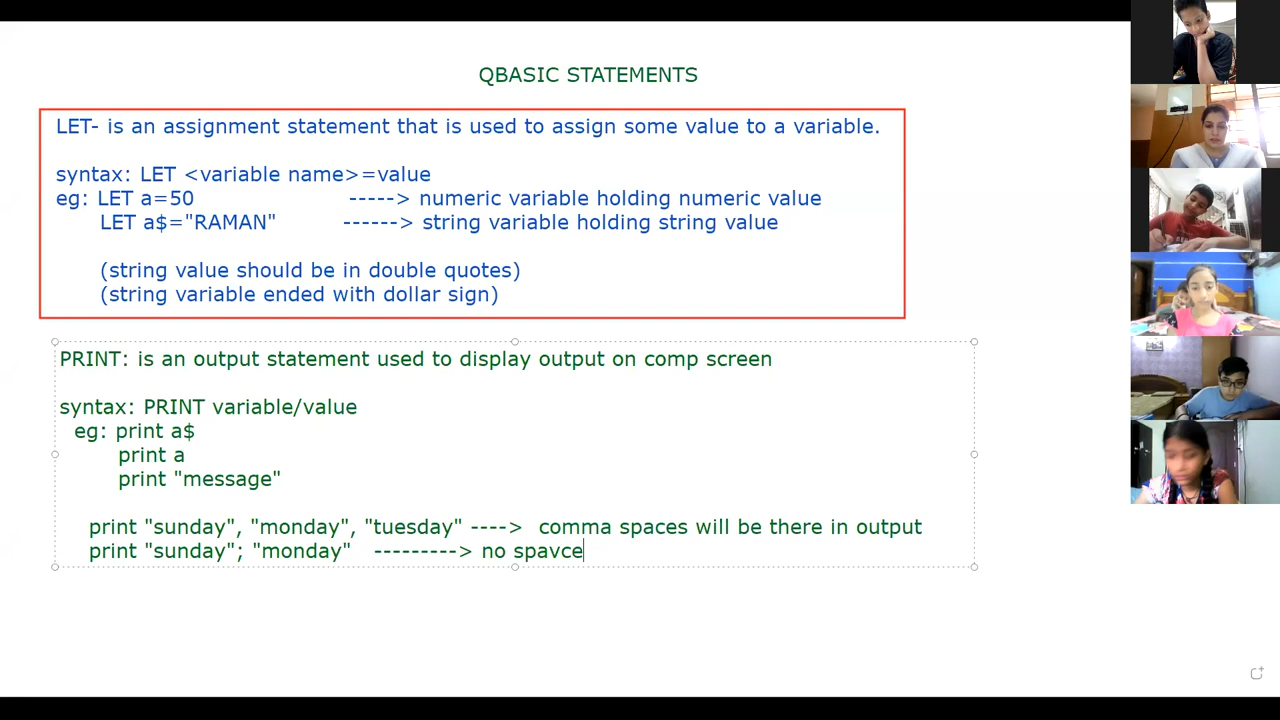 QBASIC STATEMENTS
LET- is an assignment statement that is used to assign some value to a variable.
syntax: LET <variable name>=value
eg: LET a=50 -----> numeric variable holding numeric value
LET a$="RAMAN" ------> string variable holding string value
(string value should be in double quotes)
(string variable ended with dollar sign)
PRINT: is an output statement used to display output on comp screen
syntax: PRINT variable/value
eg: print a$
print a
print "message"
print "sunday", "monday", "tuesday" ----> comma spaces will be there in output
print "sunday"; "monday" ---------> no spavce